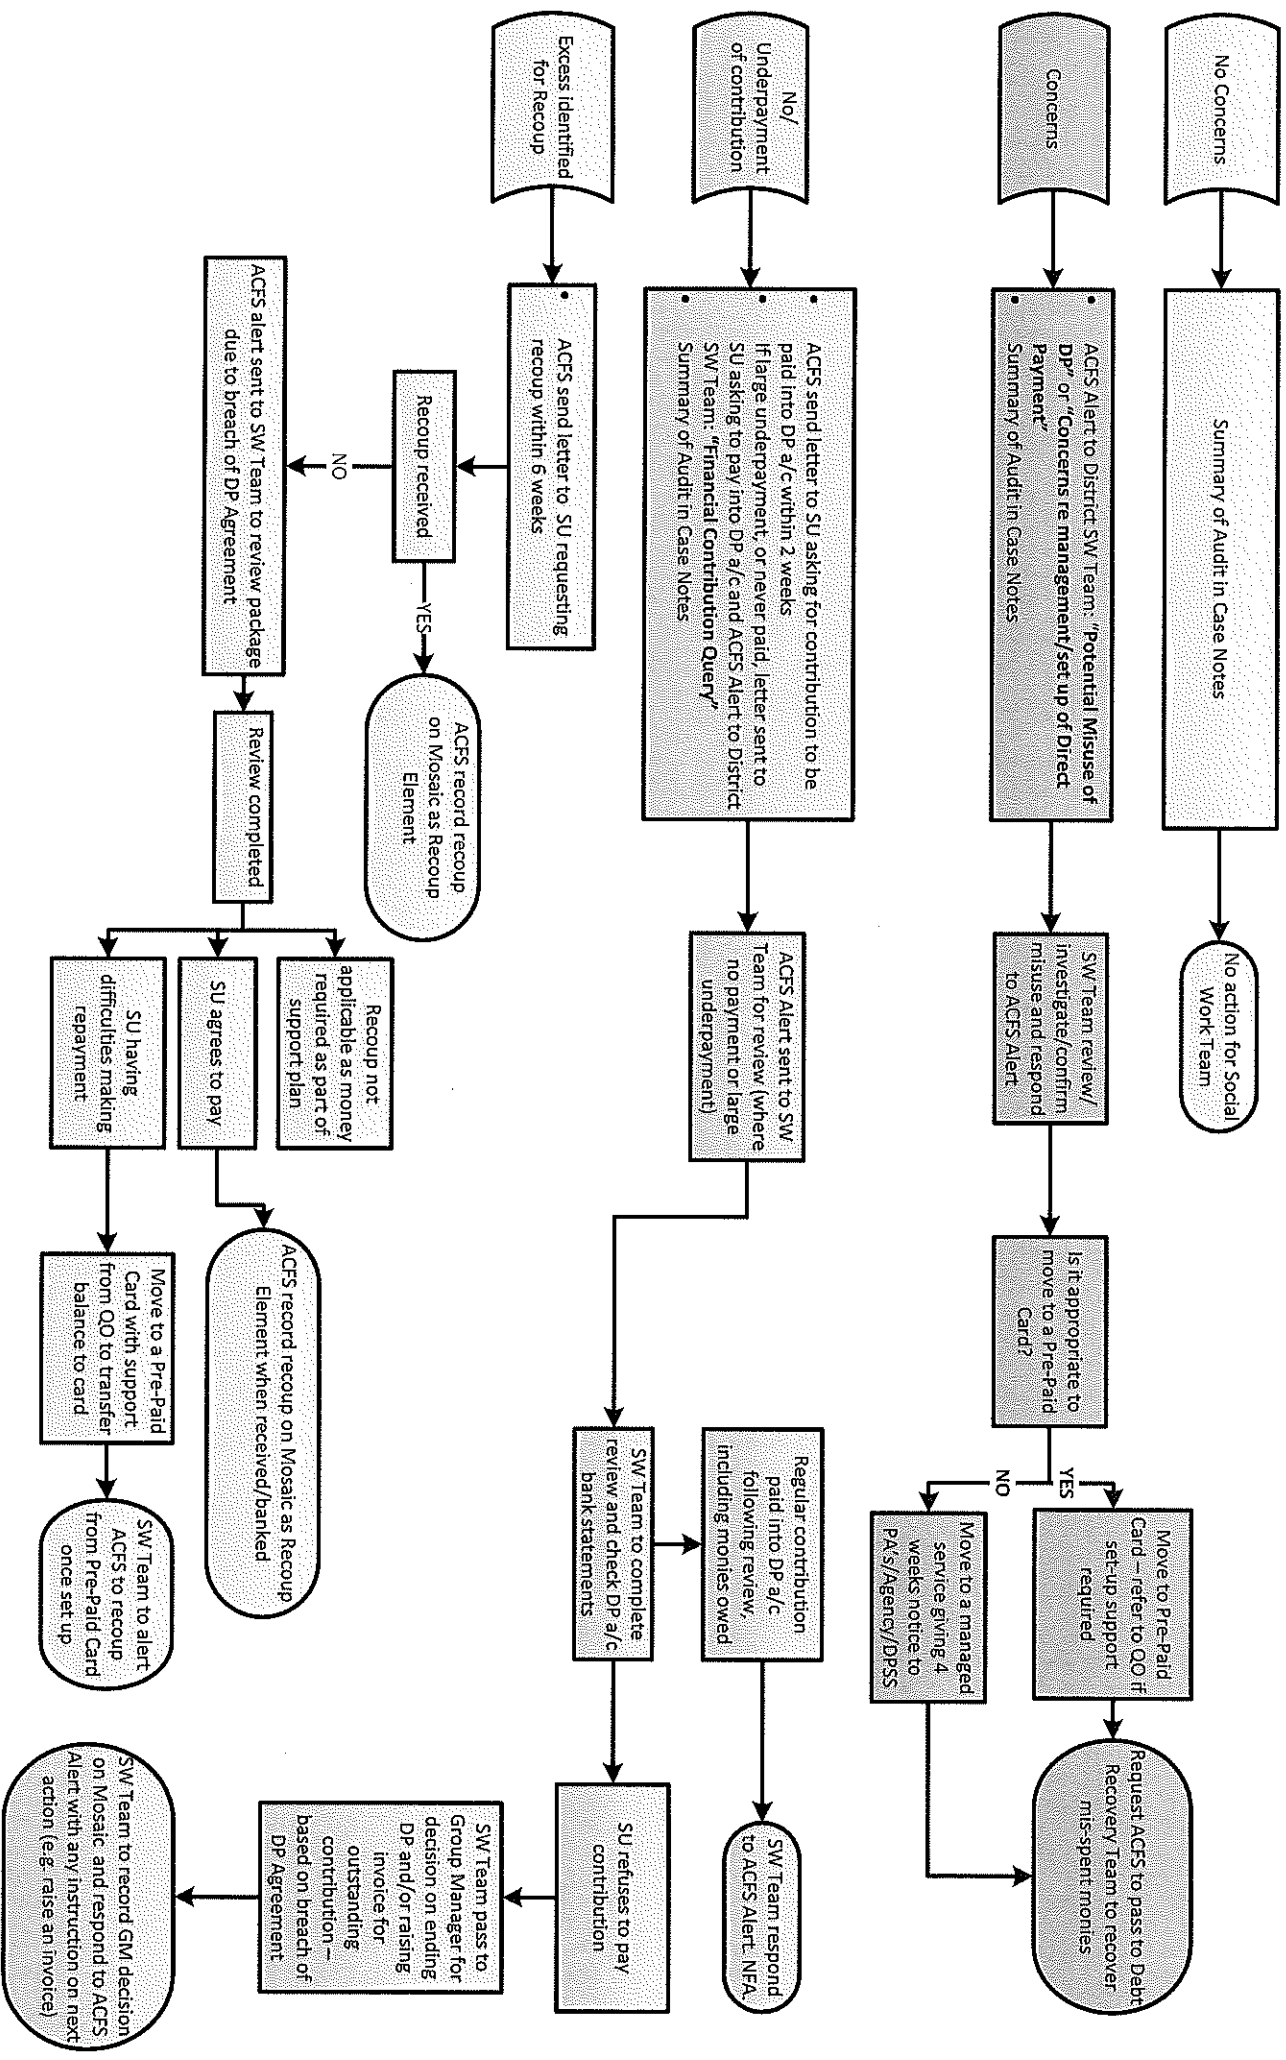 No Concerns
Summary of Audit in Case Notes
No action for Social
Work Team
Concerns
• ACFS Alert to District SW Team: "Potential Misuse of
DP" or "Concerns re management/set up of Direct
Payment"
• Summary of Audit in Case Notes
SW Team review/
investigate/confirm
misuse and respond
to ACFS Alert
Is it appropriate to
move to a Pre-Paid
Card?
YES
NO
Move to Pre-Paid
Card – refer to QO if
set-up support
required
Move to a managed
service giving 4
weeks notice to
PA's/Agency/DPSS
Request ACFS to pass to Debt
Recovery Team to recover
mis-spent monies
No/
Underpayment
of contribution
• ACFS send letter to SU asking for contribution to be
paid into DP a/c within 2 weeks
• If large underpayment, or never paid, letter sent to
SU asking to pay into DP a/c and ACFS Alert to District
SW Team: "Financial Contribution Query"
• Summary of Audit in Case Notes
ACFS Alert sent to SW
Team for review (where
no payment or large
underpayment)
Regular contribution
paid into DP a/c
following review,
including monies owed
SW Team respond
to ACFS Alert. NFA
SW Team to complete
review and check DP a/c
bank statements
SU refuses to pay
contribution
SW Team pass to
Group Manager for
decision on ending
DP and/or raising
invoice for
outstanding
contribution –
based on breach of
DP Agreement
SW Team to record GM decision
on Mosaic and respond to ACFS
Alert with any instruction on next
action (e.g. raise an invoice)
Excess identified
for Recoup
• ACFS send letter to SU requesting
recoup within 6 weeks
Recoup received
YES
NO
ACFS record recoup
on Mosaic as Recoup
Element
ACFS alert sent to SW Team to review package
due to breach of DP Agreement
Review completed
Recoup not
applicable as money
required as part of
support plan
SU agrees to pay
ACFS record recoup on Mosaic as Recoup
Element when received/banked
SU having
difficulties making
repayment
Move to a Pre-Paid
Card with support
from QO to transfer
balance to card
SW Team to alert
ACFS to recoup
from Pre-Paid Card
once set up